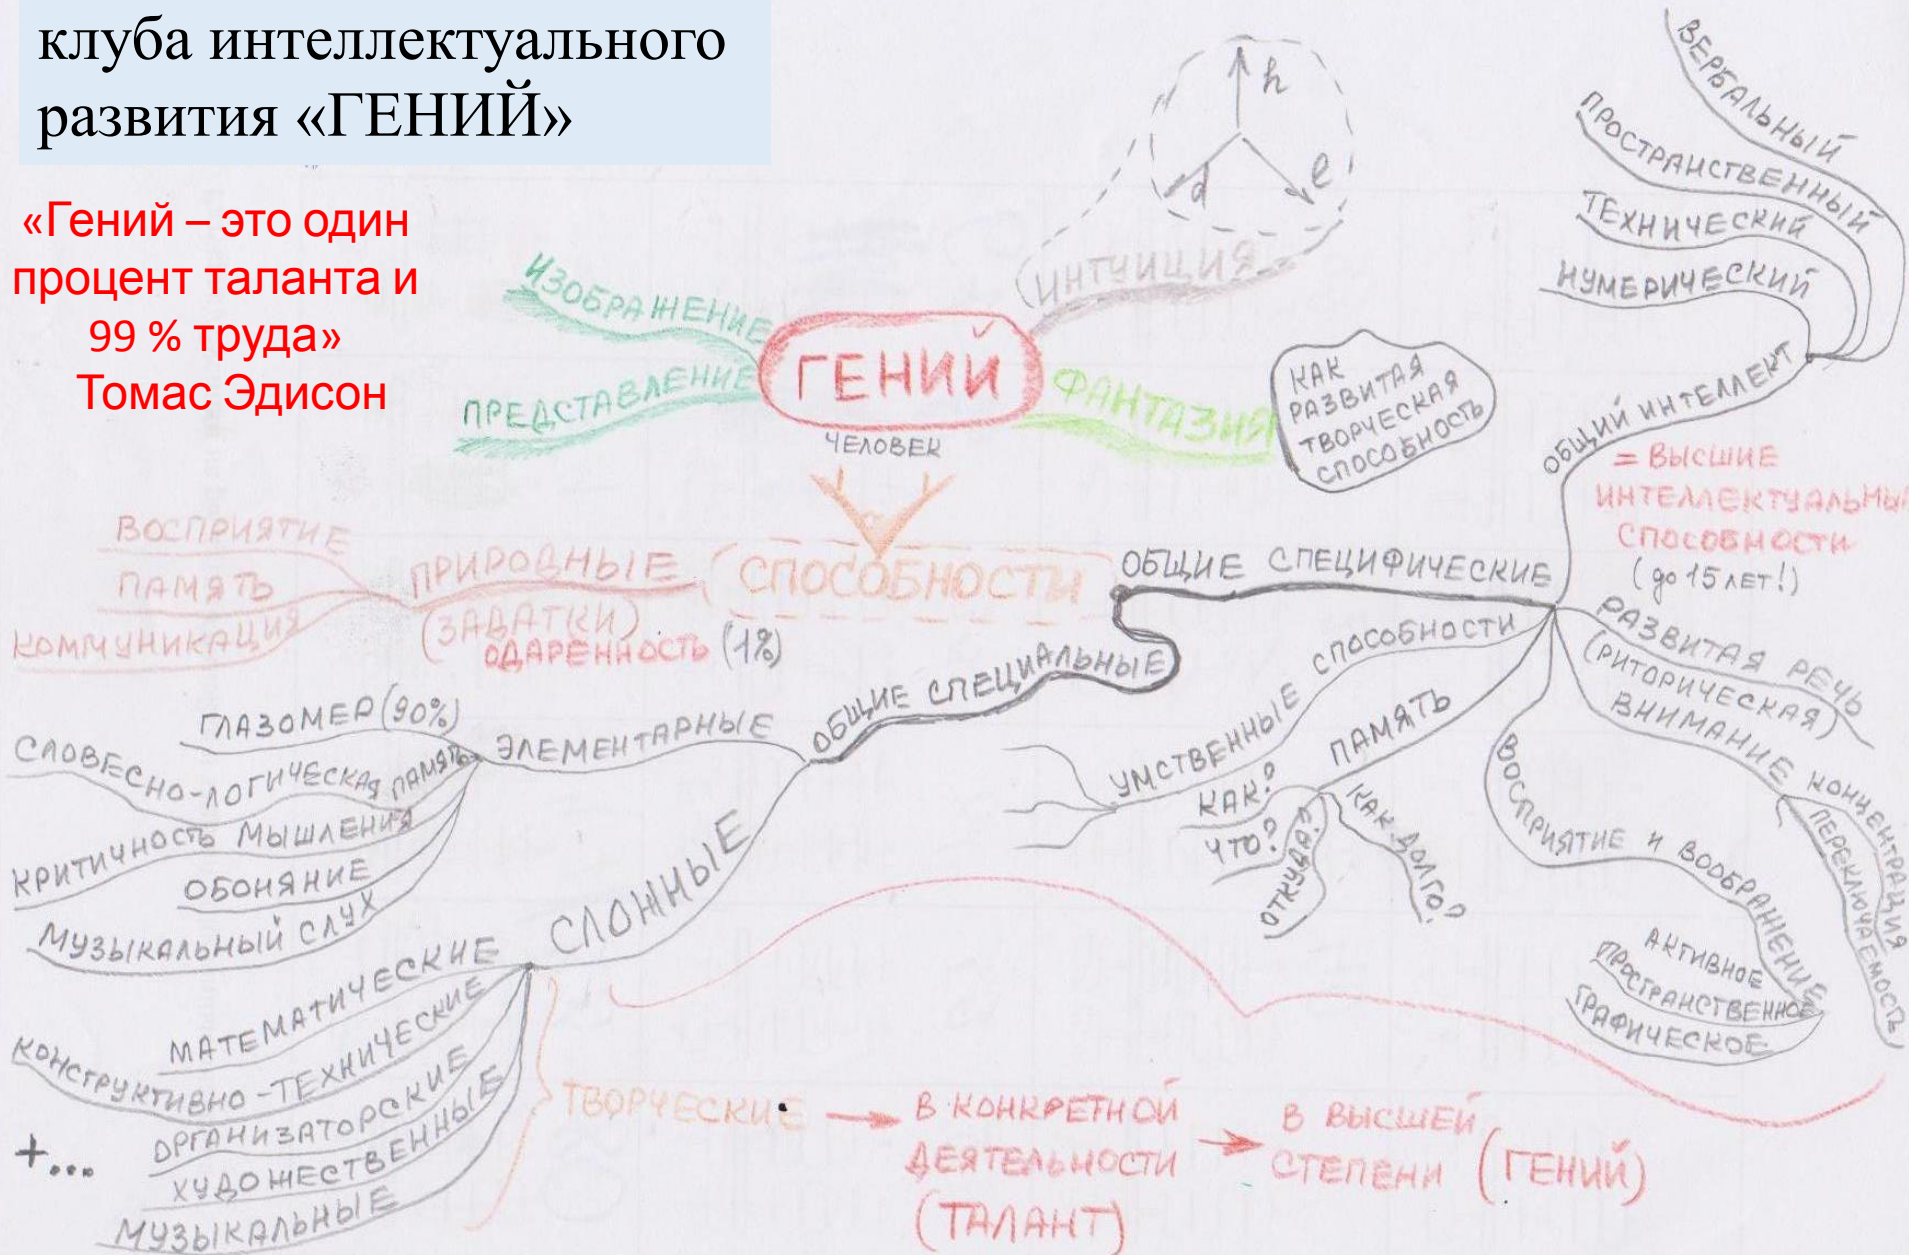 клуба интеллектуального
развития «ГЕНИЙ»
«Гений – это один
процент таланта и
99 % труда»
Томас Эдисон
ИЗОБРАЖЕНИЕ
ПРЕДСТАВЛЕНИЕ
ГЕНИЙ
ЧЕЛОВЕК
h
d
e
ИНТУИЦИЯ
ФАНТАЗИЯ
КАК
РАЗВИТАЯ
ТВОРЧЕСКАЯ
СПОСОБНОСТЬ
ВЕРБАЛЬНЫЙ
ПРОСТРАНСТВЕННЫЙ
ТЕХНИЧЕСКИЙ
НУМЕРИЧЕСКИЙ
ОБЩИЙ ИНТЕЛЛЕКТ
= ВЫСШИЕ
ИНТЕЛЛЕКТУАЛЬНЫ
СПОСОБНОСТИ
(до 15 лет!)
ВОСПРИЯТИЕ
ПАМЯТЬ
КОММУНИКАЦИЯ
ПРИРОДНЫЕ
(ЗАДАТКИ)
ОДАРЕННОСТЬ (1%)
СПОСОБНОСТИ
ОБЩИЕ СПЕЦИФИЧЕСКИЕ
РАЗВИТАЯ РЕЧЬ
(РИТОРИЧЕСКАЯ)
ВНИМАНИЕ
КОНЦЕНТРАЦИЯ
ПЕРЕКЛЮЧАЕМОСТЬ
ВОСПРИЯТИЕ И ВООБРАЖЕНИЕ
АКТИВНОЕ
ПРОСТРАНСТВЕННОЕ
ГРАФИЧЕСКОЕ
ПАМЯТЬ
КАК?
ЧТО?
ОТКУДА?
КАК ДОЛГО?
УМСТВЕННЫЕ СПОСОБНОСТИ
ОБЩИЕ СПЕЦИАЛЬНЫЕ
ЭЛЕМЕНТАРНЫЕ
ГЛАЗОМЕР (90%)
СЛОВЕСНО-ЛОГИЧЕСКАЯ ПАМЯТЬ
КРИТИЧНОСТЬ МЫШЛЕНИЯ
ОБОНЯНИЕ
МУЗЫКАЛЬНЫЙ СЛУХ
СЛОЖНЫЕ
МАТЕМАТИЧЕСКИЕ
КОНСТРУКТИВНО-ТЕХНИЧЕСКИЕ
ОРГАНИЗАТОРСКИЕ
ХУДОЖЕСТВЕННЫЕ
МУЗЫКАЛЬНЫЕ
+...
ТВОРЧЕСКИЕ → В КОНКРЕТНОЙ
ДЕЯТЕЛЬНОСТИ
(ТАЛАНТ)
→ В ВЫСШЕЙ
СТЕПЕНИ (ГЕНИЙ)